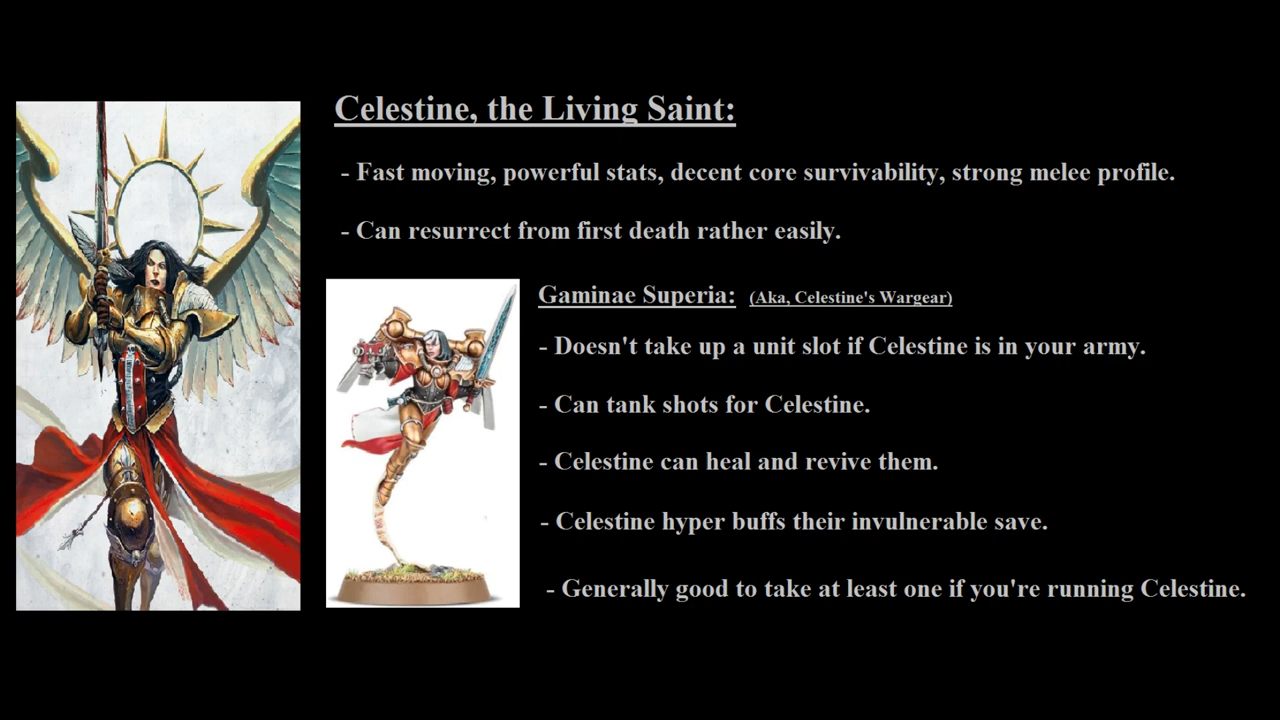 Celestine, the Living Saint:
- Fast moving, powerful stats, decent core survivability, strong melee profile.
- Can resurrect from first death rather easily.
Gaminae Superia: (Aka, Celestine's Wargear)
- Doesn't take up a unit slot if Celestine is in your army.
- Can tank shots for Celestine.
- Celestine can heal and revive them.
- Celestine hyper buffs their invulnerable save.
- Generally good to take at least one if you're running Celestine.